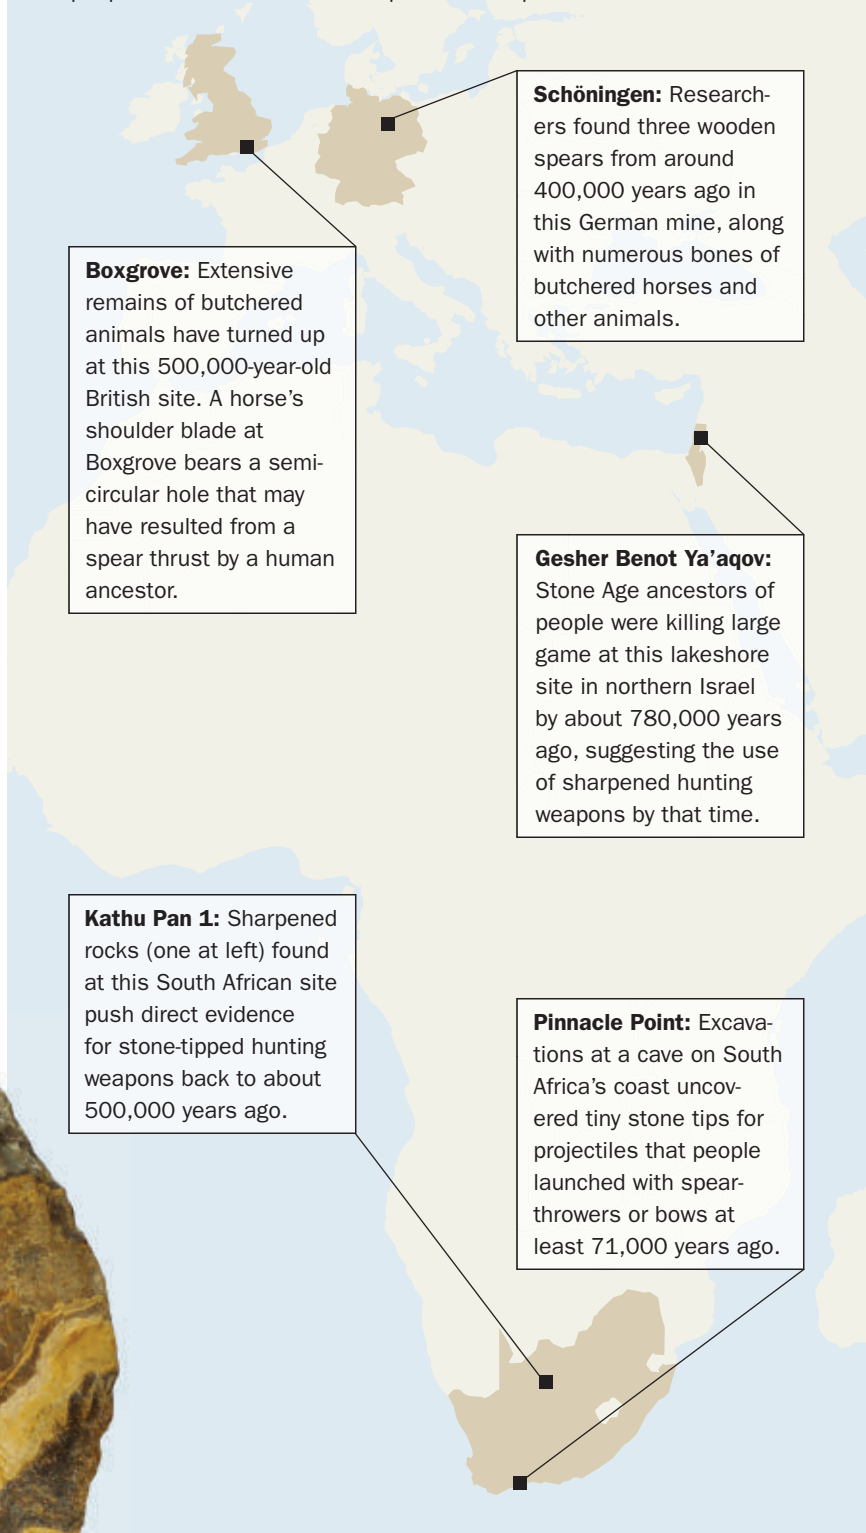 Schöningen: Research-
ers found three wooden
spears from around
400,000 years ago in
this German mine, along
with numerous bones of
butchered horses and
other animals.
Boxgrove: Extensive
remains of butchered
animals have turned up
at this 500,000-year-old
British site. A horse’s
shoulder blade at
Boxgrove bears a semi-
circular hole that may
have resulted from a
spear thrust by a human
ancestor.
Gesher Benot Ya’aqov:
Stone Age ancestors of
people were killing large
game at this lakeshore
site in northern Israel
by about 780,000 years
ago, suggesting the use
of sharpened hunting
weapons by that time.
Kathu Pan 1: Sharpened
rocks (one at left) found
at this South African site
push direct evidence
for stone-tipped hunting
weapons back to about
500,000 years ago.
Pinnacle Point: Excava-
tions at a cave on South
Africa’s coast uncov-
ered tiny stone tips for
projectiles that people
launched with spear-
throwers or bows at
least 71,000 years ago.